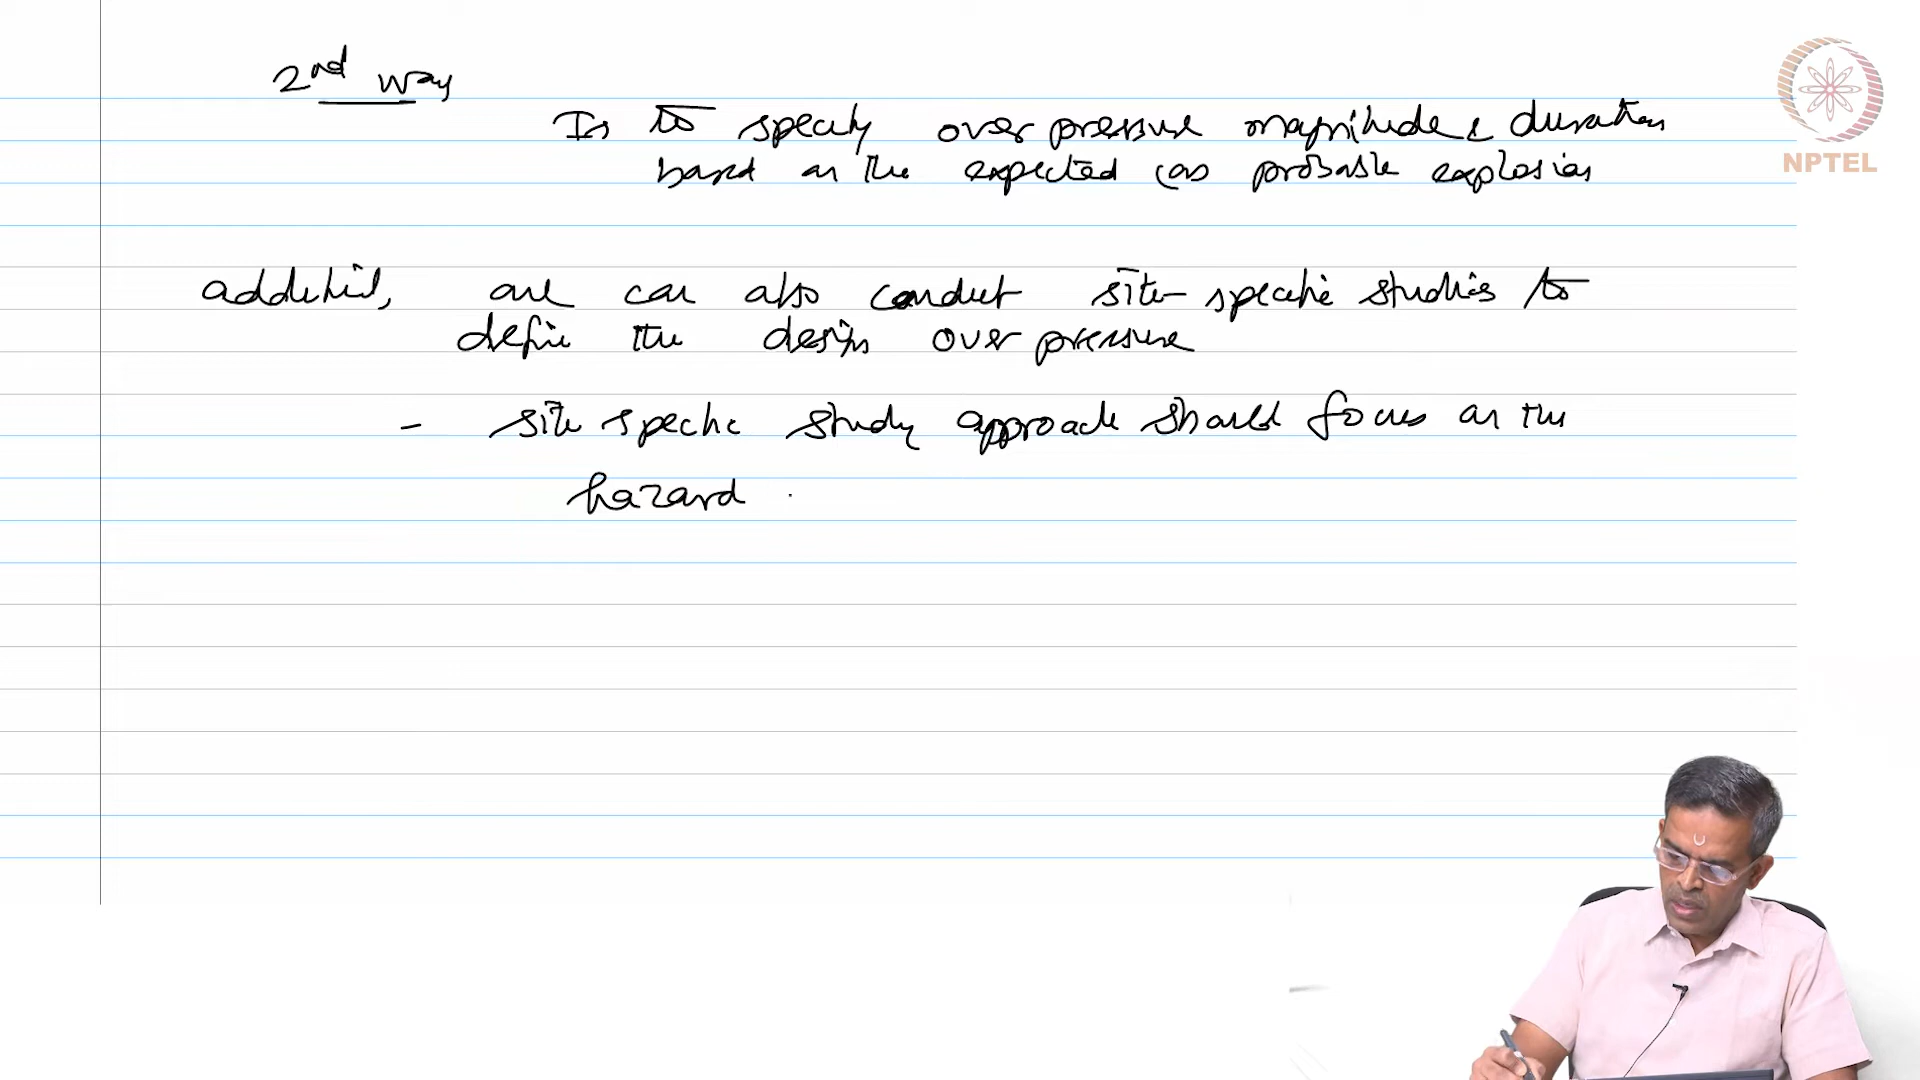 2nd way
Is to specify over pressure magnitude & duration
based on the expected (or) probable explosion
NPTEL
additional, one can also conduct site-specific studies to
define the design over pressure
- site specific study approach should focus on the
hazard